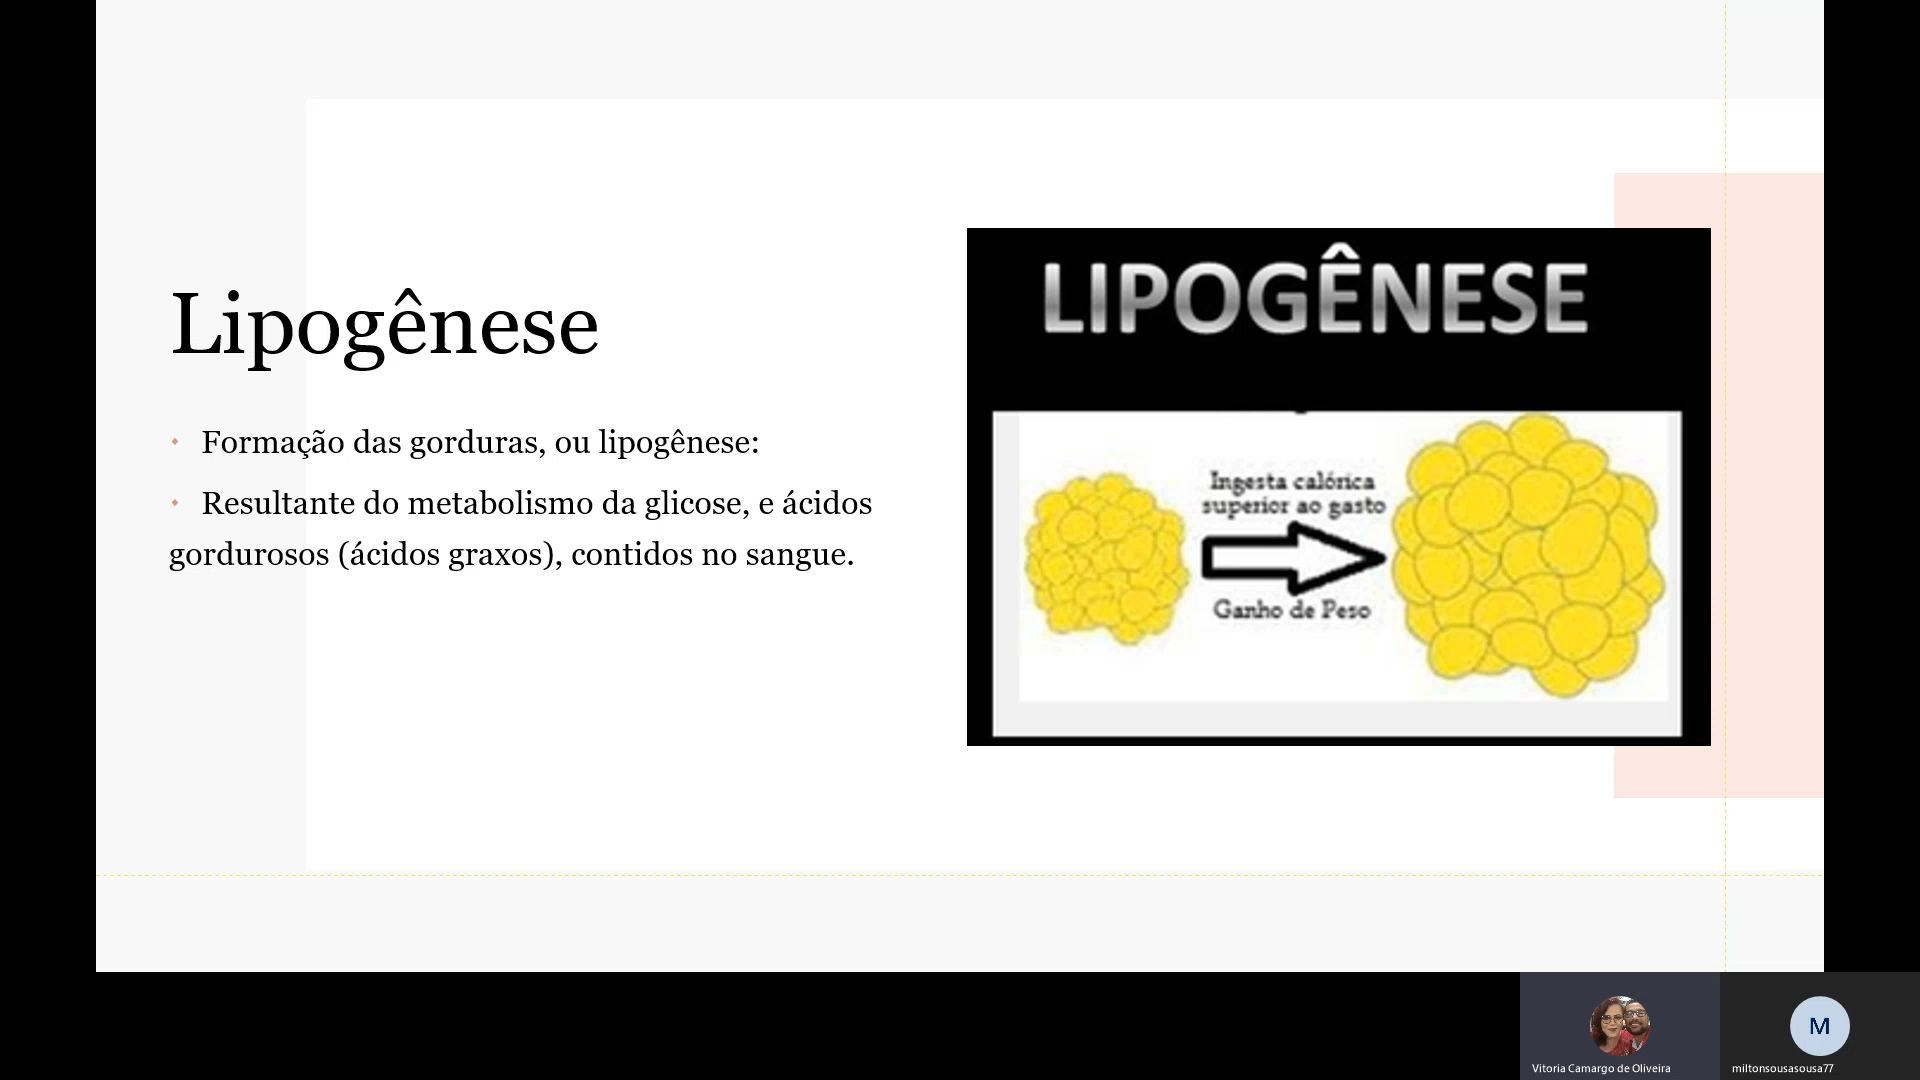 Lipogênese
Formação das gorduras, ou lipogênese:
Resultante do metabolismo da glicose, e ácidos
gordurosos (ácidos graxos), contidos no sangue.
LIPOGÊNESE
Ingesta calórica
superior ao gasto
Ganho de Peso
Vitoria Camargo de Oliveira
M
miltonsousasousa77